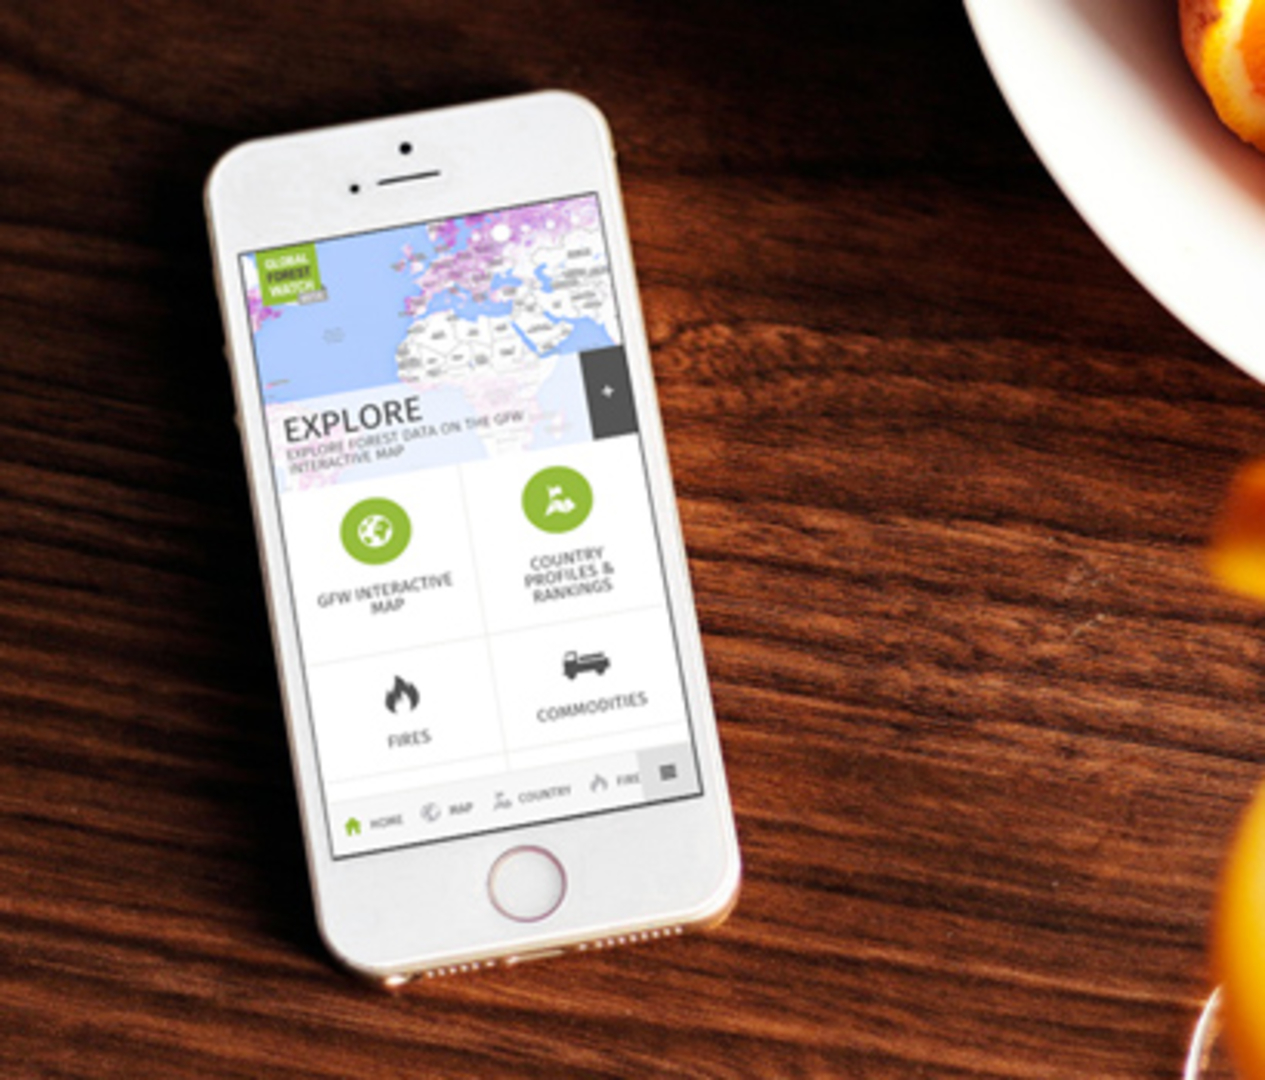 GLOBAL
FOREST
WATCH
BETA
EXPLORE
EXPLORE FOREST DATA ON THE GFW
INTERACTIVE MAP
+
GFW INTERACTIVE
MAP
COUNTRY
PROFILES &
RANKINGS
FIRES
COMMODITIES
HOME
MAP
COUNTRY
FIRE